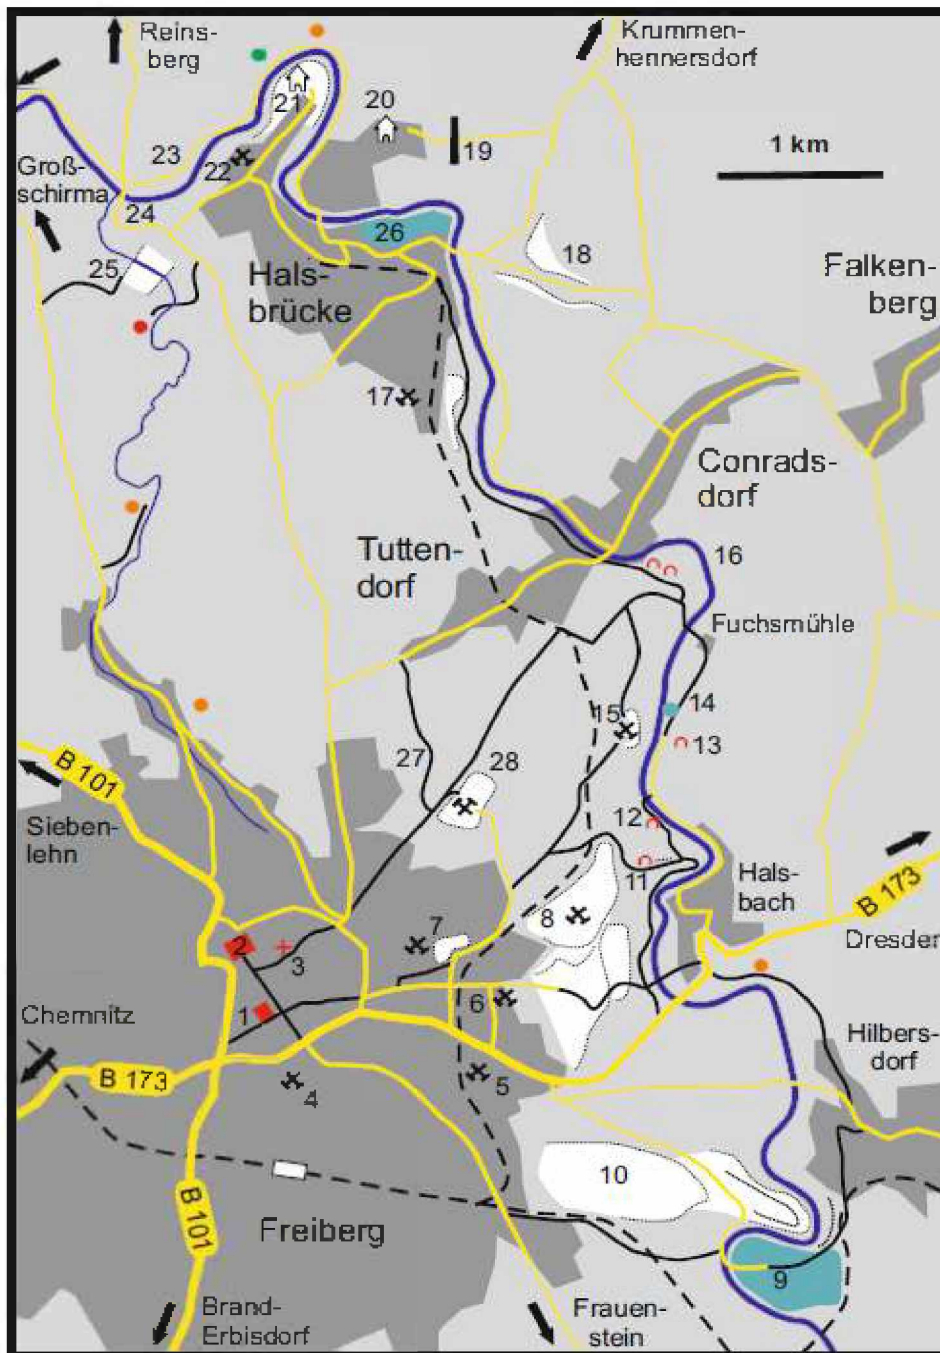 Reins-
berg
Krummen-
hennersdorf
21
20
1 km
23
22
19
Groß-
schirma
24
26
18
25
Hals-
brücke
Falken-
berg
17
Conrads-
dorf
Tutten-
dorf
16
Fuchsmühle
14
15
13
27
28
B 101
12
Sieben-
lehn
11
Hals-
bach
B 173
8
7
2
3
Dresden
6
1
Chemnitz
Hilbers-
dorf
B 173
4
5
10
B 101
Freiberg
9
Brand-
Erbisdorf
Frauen-
stein